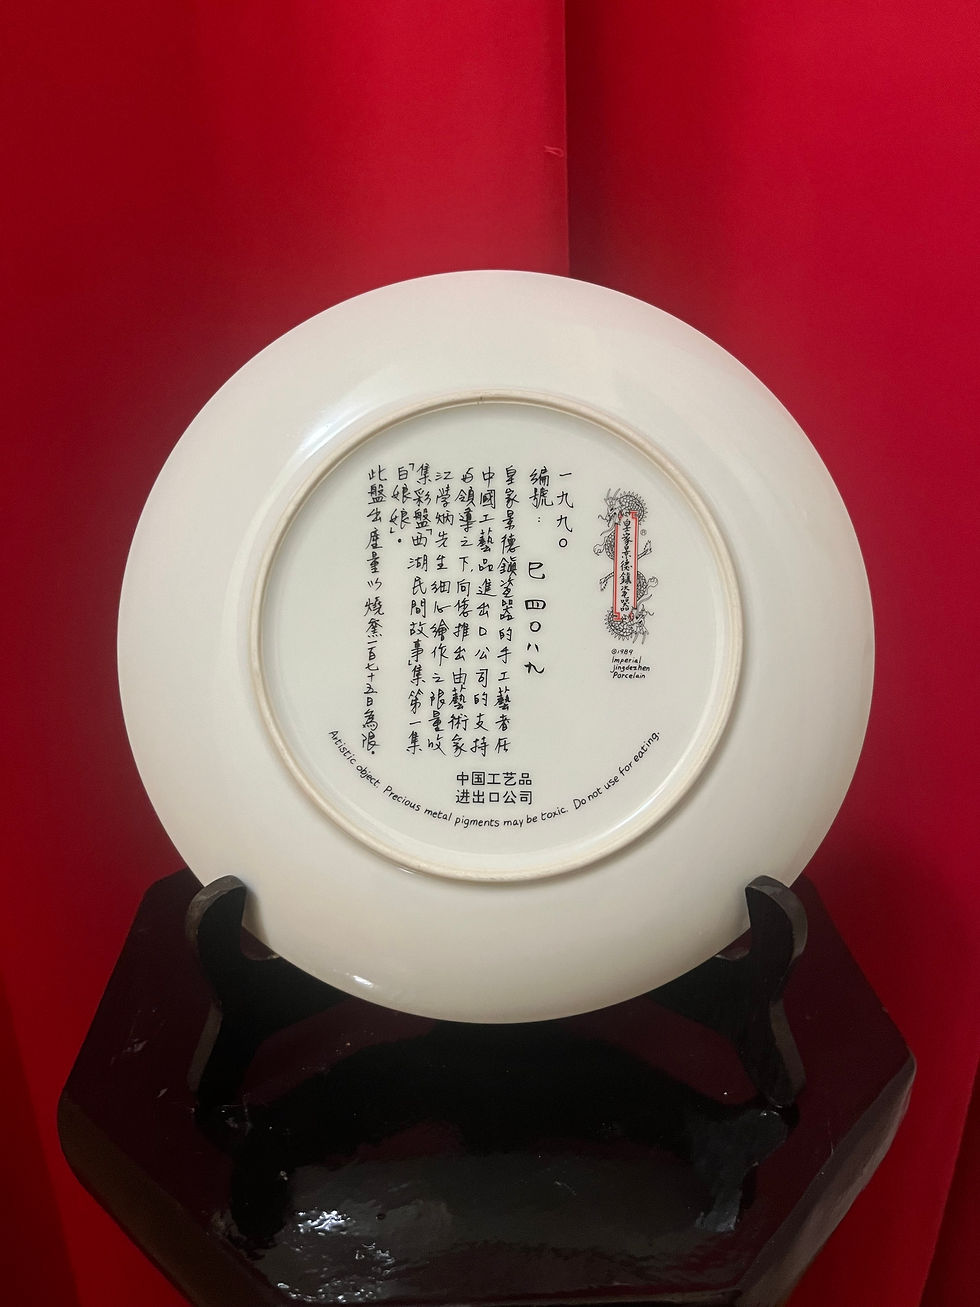 皇家景德鎮瓷器
®
©1989
Imperial
Jingdezhen
Porcelain
一九九〇
編號： 巳四〇八九
皇家景德鎮瓷器的手工藝者在
中國工藝品進出口公司的支持
与領導之下，向您推出由藝術家
江學炳先生細心繪作之限量收
集彩盤「西湖民間故事」集第一集
「白娘娘」。
此盤出產量以燒窯一百七十五日為限。
中国工艺品
进出口公司
Artistic object. Precious metal pigments may be toxic. Do not use for eating.